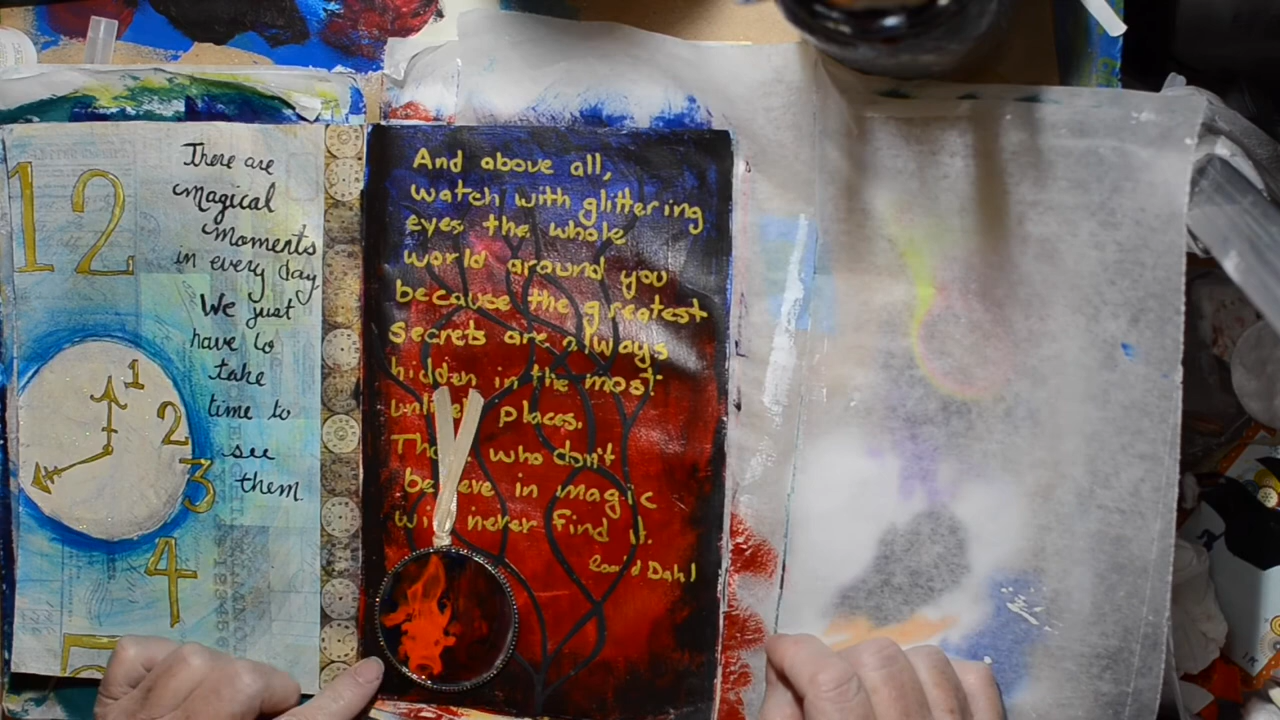 12
There are
magical
moments
in every day
We just
have to
take
time to
see
them.
1
2
3
4
5
And above all,
watch with glittering
eyes the whole
world around you
because the greatest
secrets are always
hidden in the most
places.
who don't
in magic
never find it.
Roald Dahl